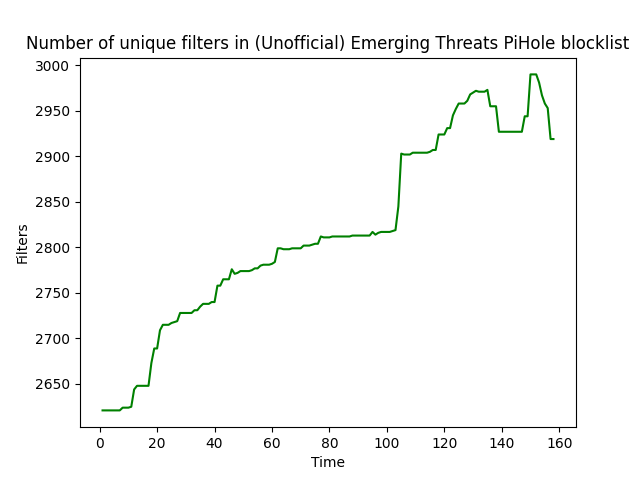 Number of unique filters in (Unofficial) Emerging Threats PiHole blocklist
3000
2950
2900
2850
2800
2750
2700
2650
Filters
0 20 40 60 80 100 120 140 160
Time